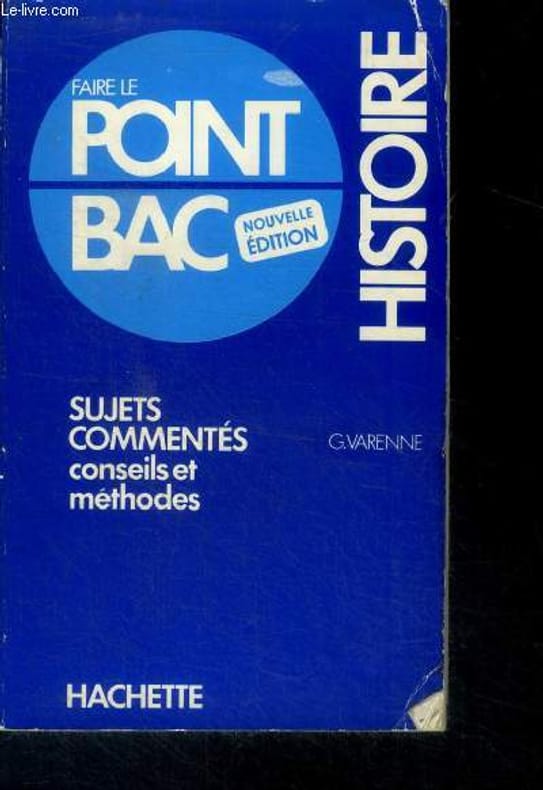 Le-livre.com
FAIRE LE
POINT
BAC
NOUVELLE
ÉDITION
HISTOIRE
SUJETS
COMMENTÉS
conseils et
méthodes
G.VARENNE
HACHETTE